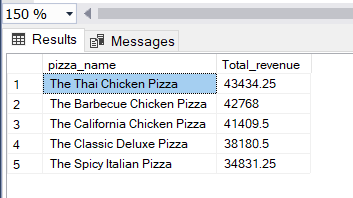 150 %
Results Messages
pizza_name Total_revenue
1 The Thai Chicken Pizza 43434.25
2 The Barbecue Chicken Pizza 42768
3 The California Chicken Pizza 41409.5
4 The Classic Deluxe Pizza 38180.5
5 The Spicy Italian Pizza 34831.25